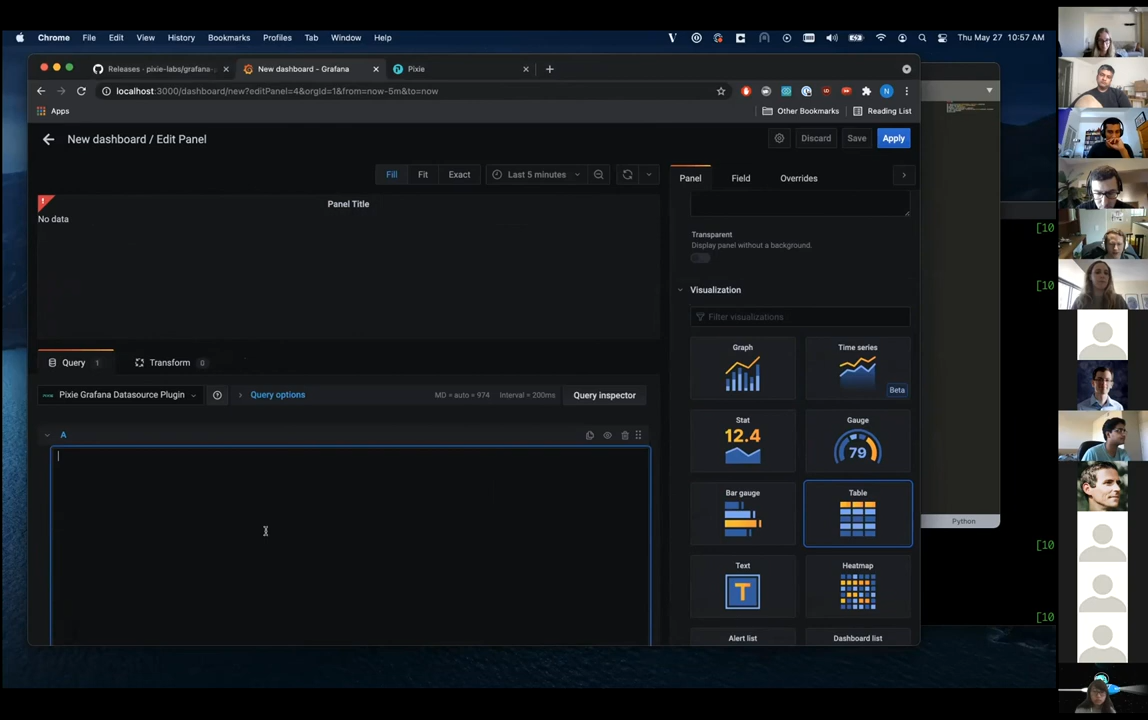 Chrome File Edit View History Bookmarks Profiles Tab Window Help
Thu May 27 10:57 AM
Releases · pixie-labs/grafana-p
New dashboard - Grafana
Pixie
localhost:3000/dashboard/new?editPanel=4&orgId=1&from=now-5m&to=now
Apps
Other Bookmarks
Reading List
New dashboard / Edit Panel
Discard
Save
Apply
Fill
Fit
Exact
Last 5 minutes
Panel
Field
Overrides
Panel Title
No data
Transparent
Display panel without a background.
Visualization
Filter visualizations
Graph
Time series
Beta
Query 1
Transform 0
Pixie Grafana Datasource Plugin
Query options
MD = auto = 974 Interval = 200ms
Query inspector
A
Stat
12.4
Gauge
79
Bar gauge
Table
Text
T
Heatmap
Alert list
Dashboard list
Python
[10
[10
[10
[10
N